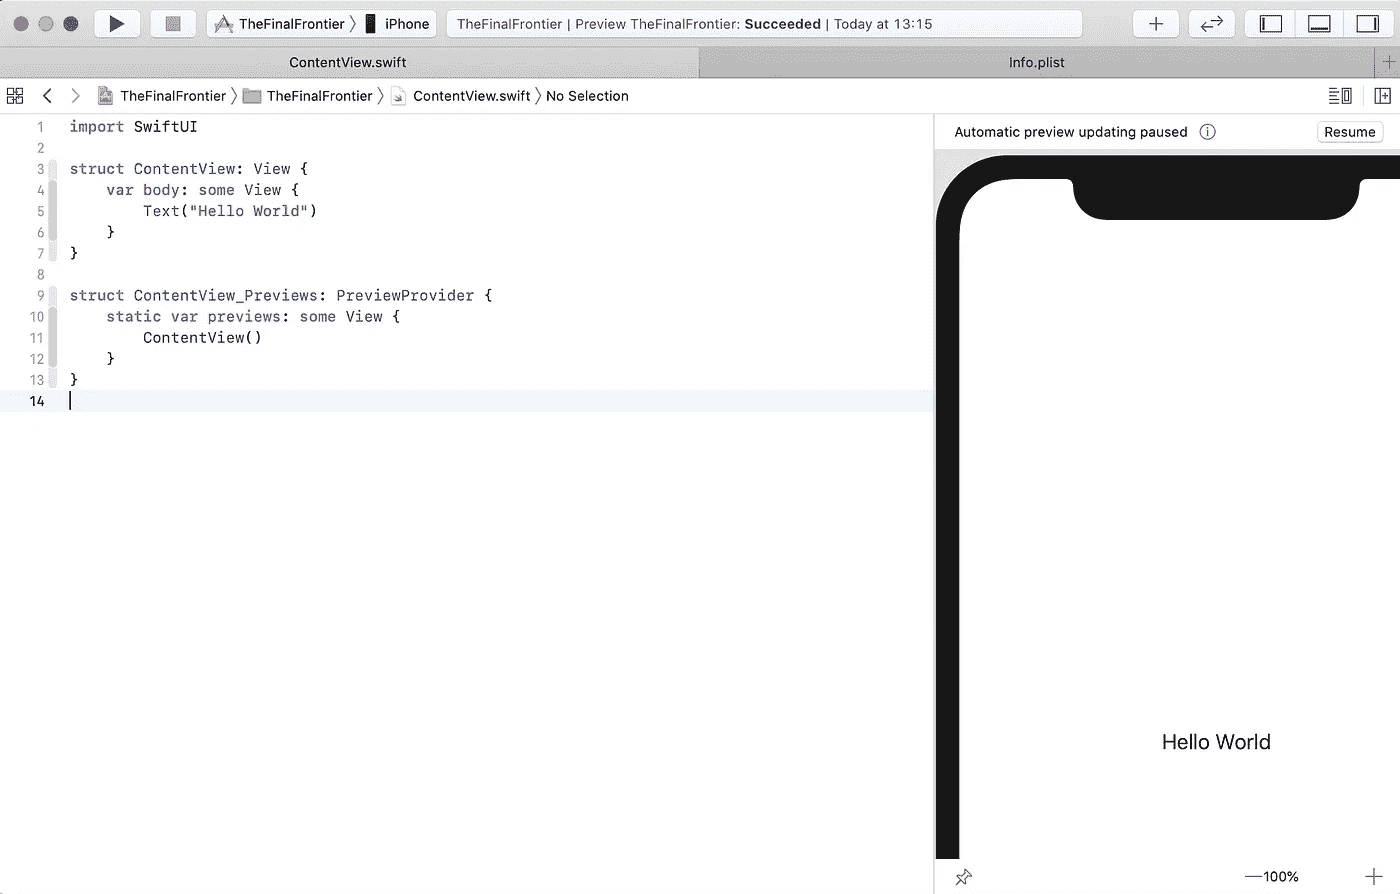 TheFinalFrontier 〉 iPhone
TheFinalFrontier | Preview TheFinalFrontier: Succeeded | Today at 13:15
ContentView.swift
Info.plist
TheFinalFrontier 〉 TheFinalFrontier 〉 ContentView.swift 〉 No Selection
1 import SwiftUI
2
3 struct ContentView: View {
4     var body: some View {
5         Text("Hello World")
6     }
7 }
8
9 struct ContentView_Previews: PreviewProvider {
10     static var previews: some View {
11         ContentView()
12     }
13 }
14
Automatic preview updating paused
Resume
Hello World
100%